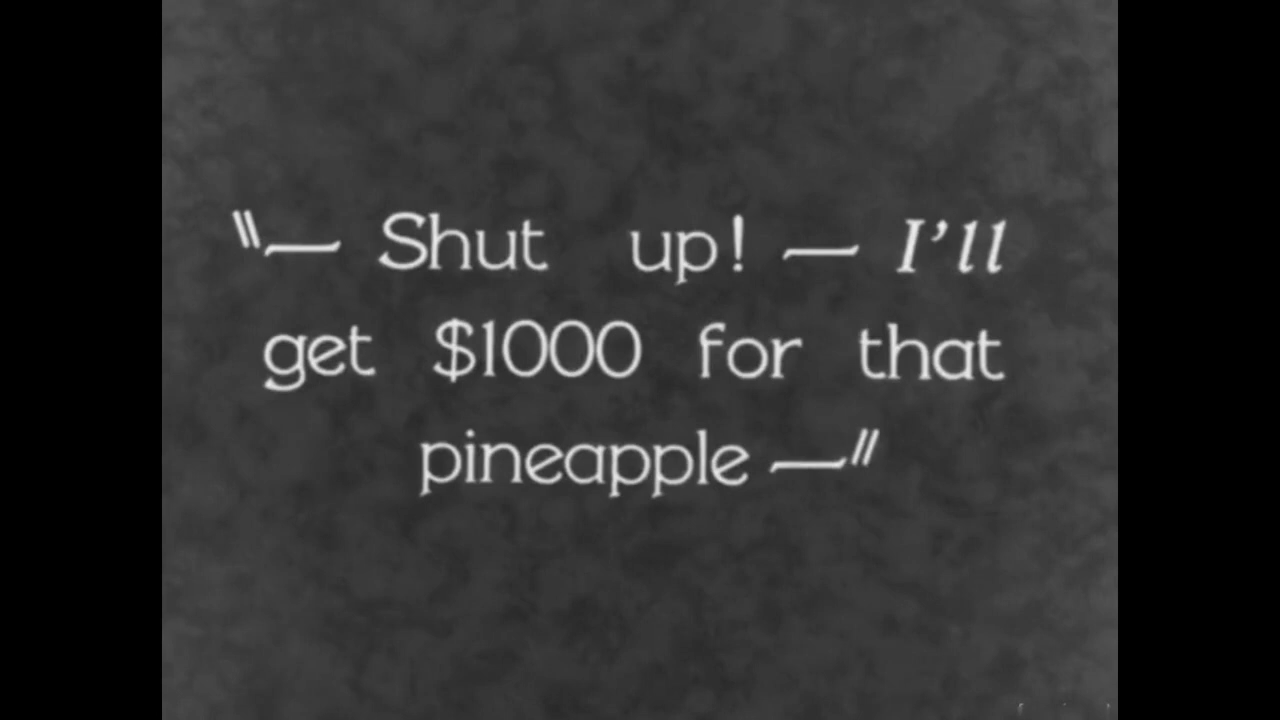 "— Shut up! — I'll
get $1000 for that
pineapple —"